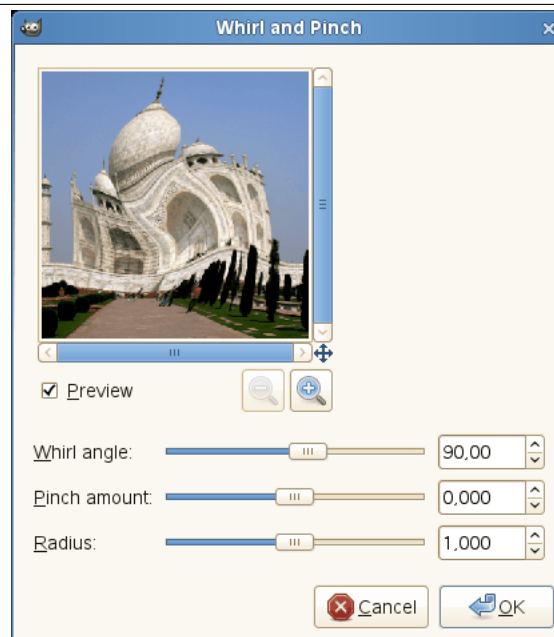 Whirl and Pinch
Preview
Whirl angle: 90,00
Pinch amount: 0,000
Radius: 1,000
Cancel OK